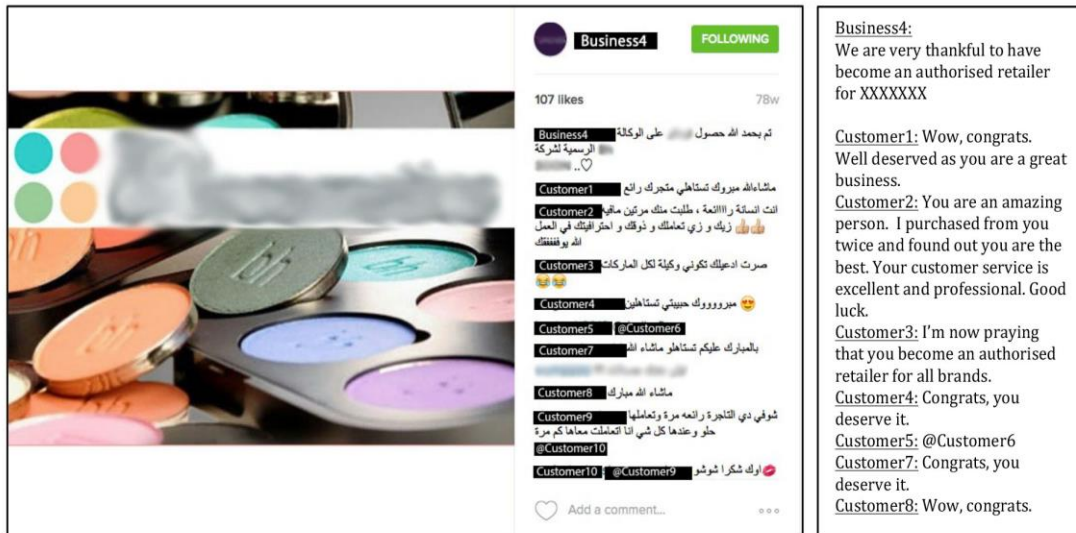 Business4
FOLLOWING
107 likes
78w
Business4 تم بحمد الله حصول على الوكالة
الرسمية لشركة
.. ♡
Customer1 ماشاءالله مبروك تستاهلي متجرك رائع
Customer2 انت انسانة راااائعة ، طلبت منك مرتين مافيه
زيك و زي تعاملك و ذوقك و احترافيتك في العمل 👍👍
الله يوفقققك
Customer3 صرت ادعيلك تكوني وكيلة لكل الماركات
😂😂
Customer4 مبرووووك حبيبتي تستاهلين 😍
Customer5 @Customer6
Customer7 بالمبارك عليكم تستاهلو ماشاء الله
Customer8 ماشاء الله مبارك
Customer9 شوفي دي التاجرة رائعه مرة وتعاملها
حلو وعندها كل شي انا اتعاملت معاها كم مرة
@Customer10
Customer10 @Customer9 اوك شكرا شوشو 💋
Add a comment...
Business4:
We are very thankful to have
become an authorised retailer
for XXXXXXX
Customer1: Wow, congrats.
Well deserved as you are a great
business.
Customer2: You are an amazing
person. I purchased from you
twice and found out you are the
best. Your customer service is
excellent and professional. Good
luck.
Customer3: I'm now praying
that you become an authorised
retailer for all brands.
Customer4: Congrats, you
deserve it.
Customer5: @Customer6
Customer7: Congrats, you
deserve it.
Customer8: Wow, congrats.